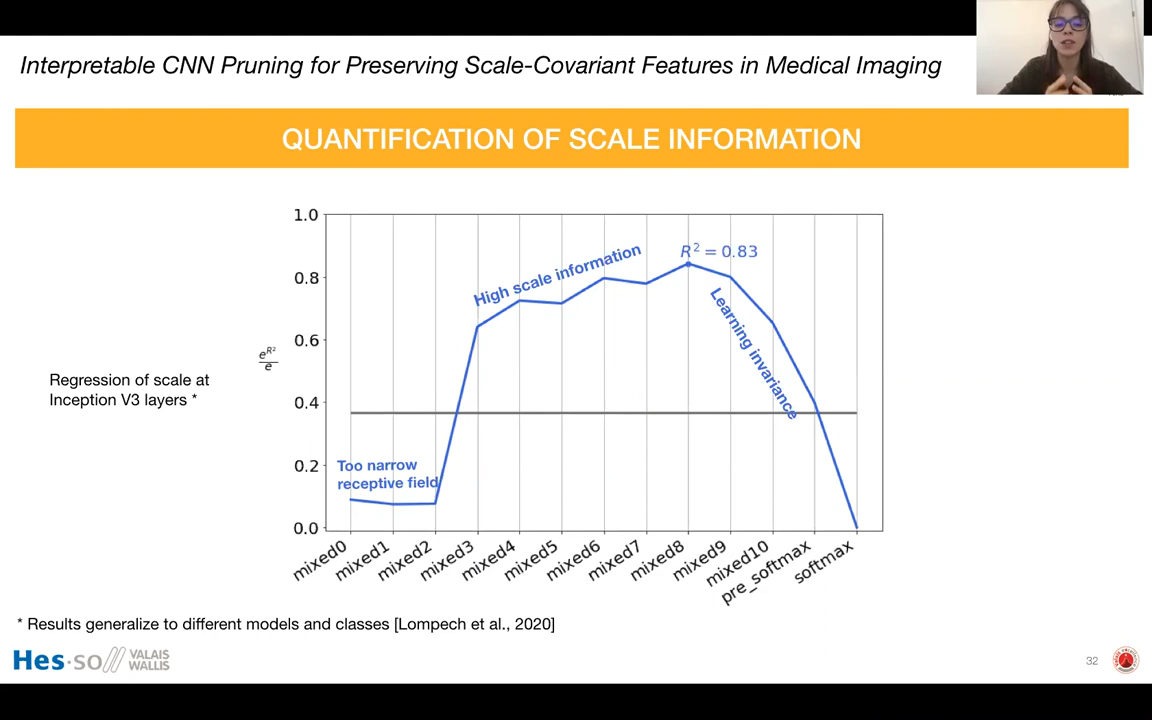 Interpretable CNN Pruning for Preserving Scale-Covariant Features in Medical Imaging
QUANTIFICATION OF SCALE INFORMATION
1.0
0.8
0.6
0.4
0.2
0.0
e^R²
e
Regression of scale at
Inception V3 layers *
High scale information
R² = 0.83
Learning invariance
Too narrow
receptive field
mixed0
mixed1
mixed2
mixed3
mixed4
mixed5
mixed6
mixed7
mixed8
mixed9
mixed10
pre_softmax
softmax
* Results generalize to different models and classes [Lompech et al., 2020]
Hes·so VALAIS
WALLIS
32